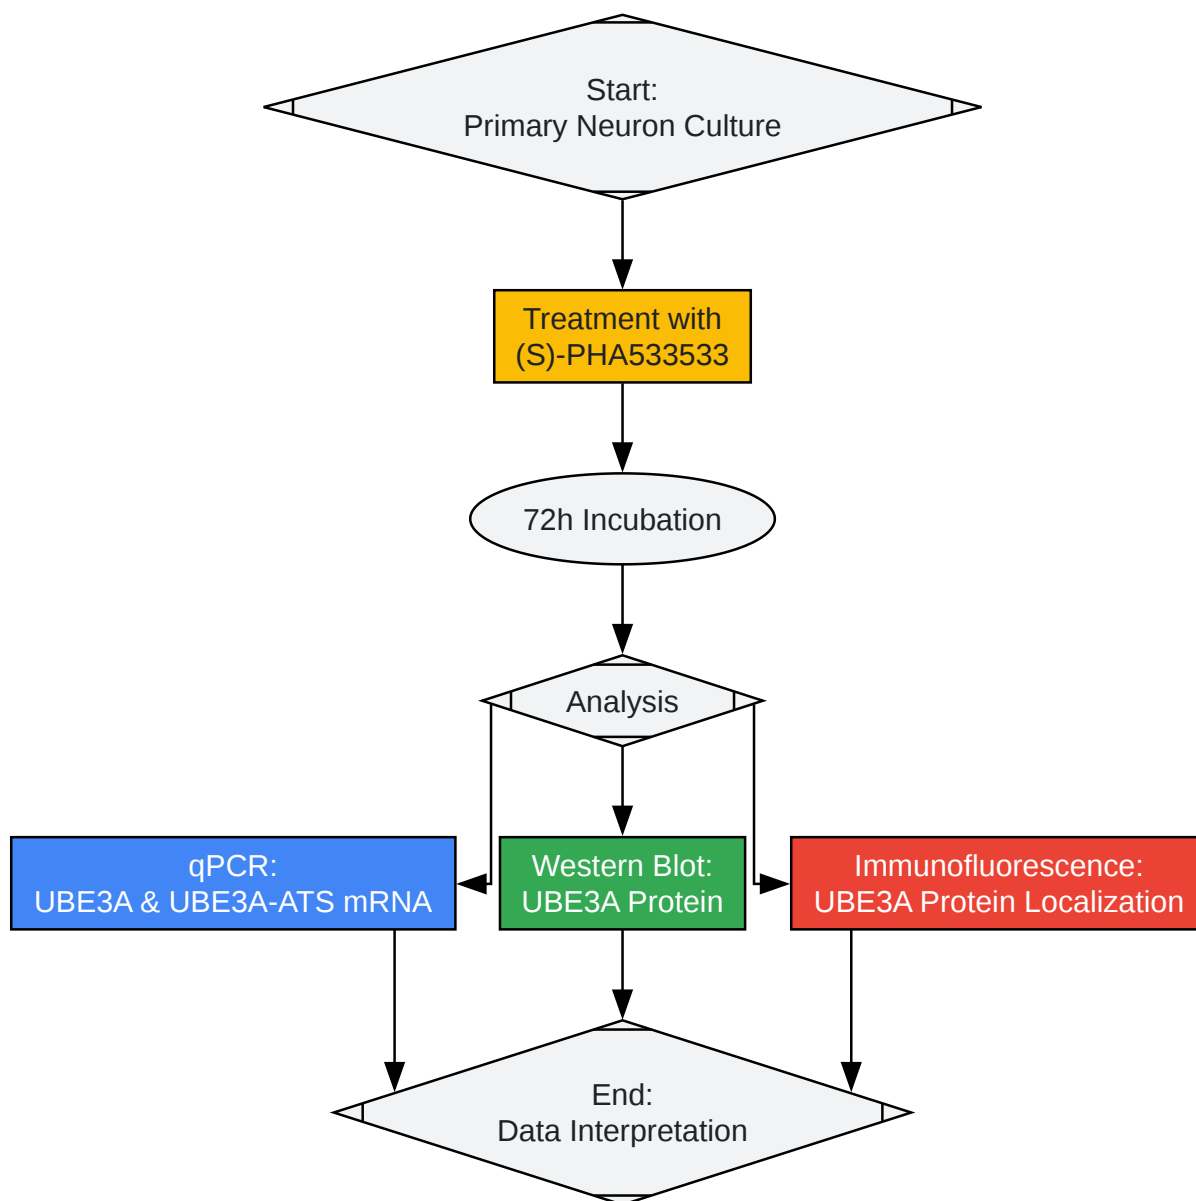 Start:
Primary Neuron Culture
Treatment with
(S)-PHA533533
72h Incubation
Analysis
qPCR:
UBE3A & UBE3A-ATS mRNA
Western Blot:
UBE3A Protein
Immunofluorescence:
UBE3A Protein Localization
End:
Data Interpretation